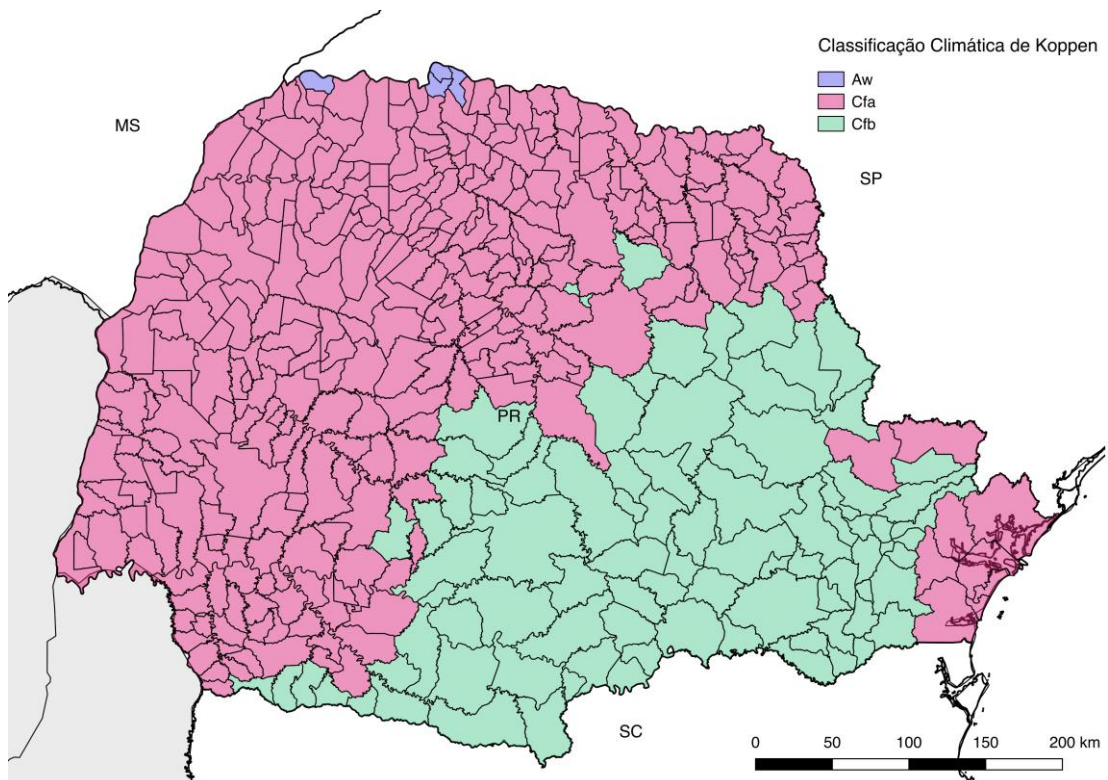 Classificação Climática de Koppen
Aw
Cfa
Cfb
MS
SP
PR
SC
0 50 100 150 200 km